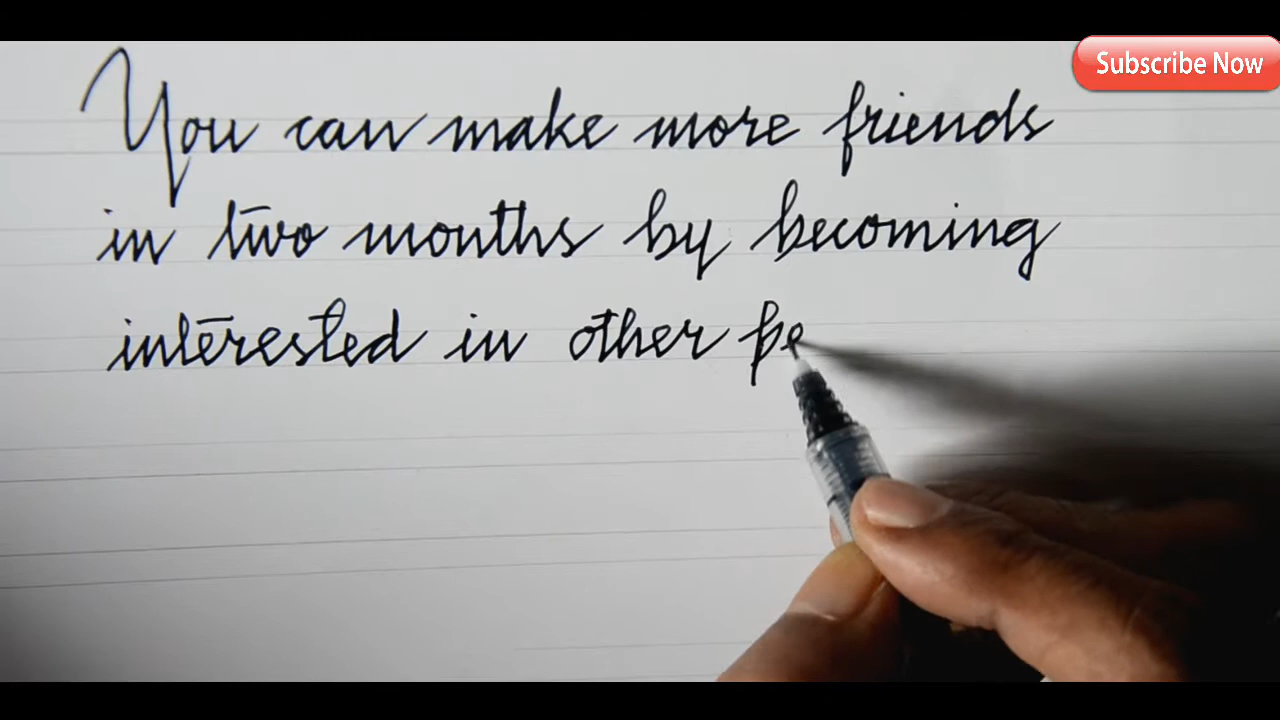 Subscribe Now
You can make more friends
in two months by becoming
interested in other pe